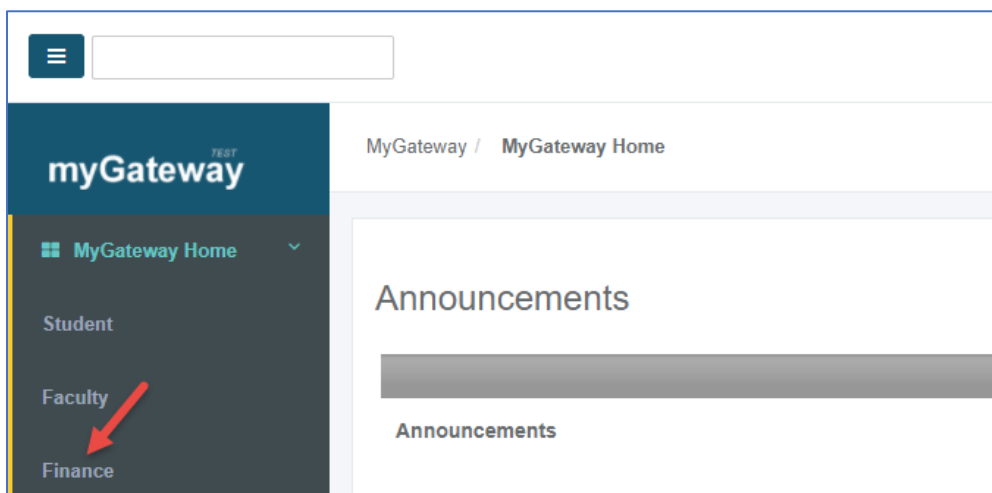 TEST
myGateway
MyGateway / MyGateway Home
MyGateway Home
Student
Faculty
Finance
Announcements
Announcements